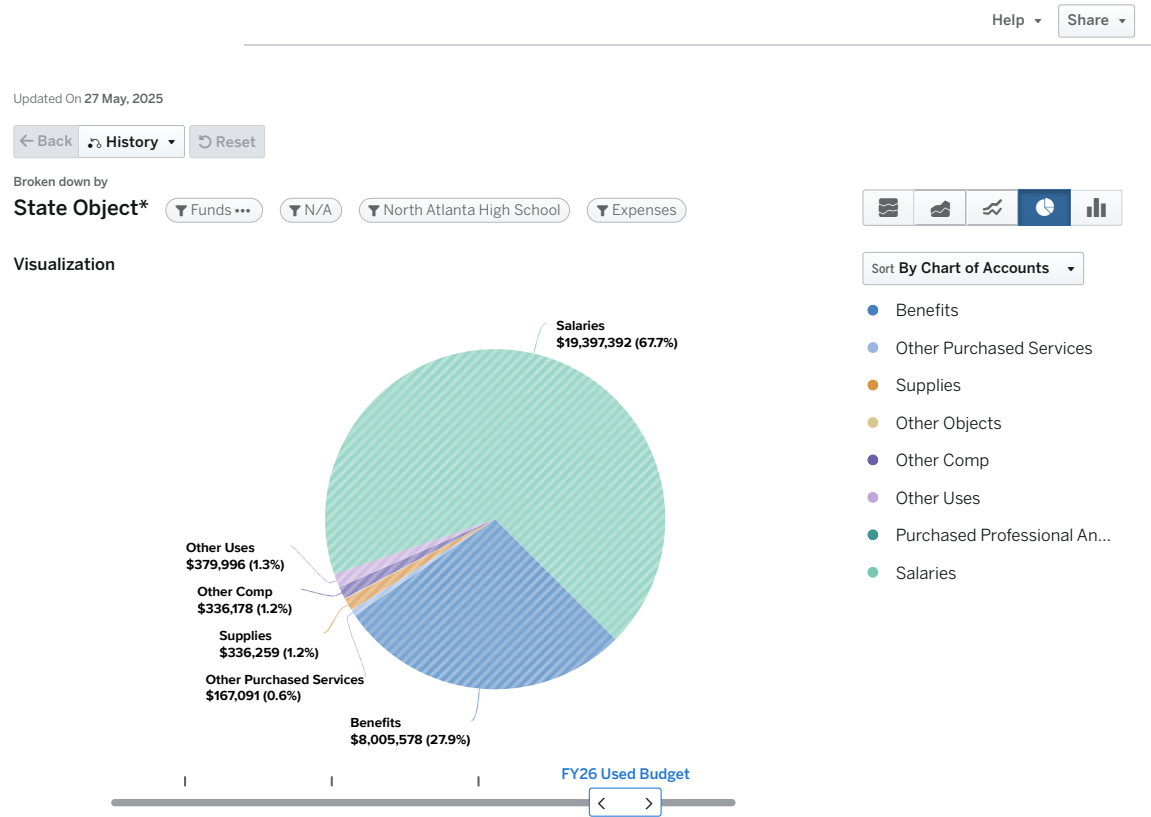 Help
Share
Updated On 27 May, 2025
Back
History
Reset
Broken down by
State Object*
Funds •••
N/A
North Atlanta High School
Expenses
Visualization
Sort By Chart of Accounts
Benefits
Other Purchased Services
Supplies
Other Objects
Other Comp
Other Uses
Purchased Professional An...
Salaries
Salaries
$19,397,392 (67.7%)
Other Uses
$379,996 (1.3%)
Other Comp
$336,178 (1.2%)
Supplies
$336,259 (1.2%)
Other Purchased Services
$167,091 (0.6%)
Benefits
$8,005,578 (27.9%)
FY26 Used Budget